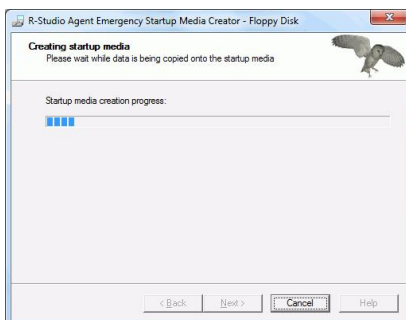 R-Studio Agent Emergency Startup Media Creator - Floppy Disk
Creating startup media
Please wait while data is being copied onto the startup media
Startup media creation progress:
< Back Next > Cancel Help